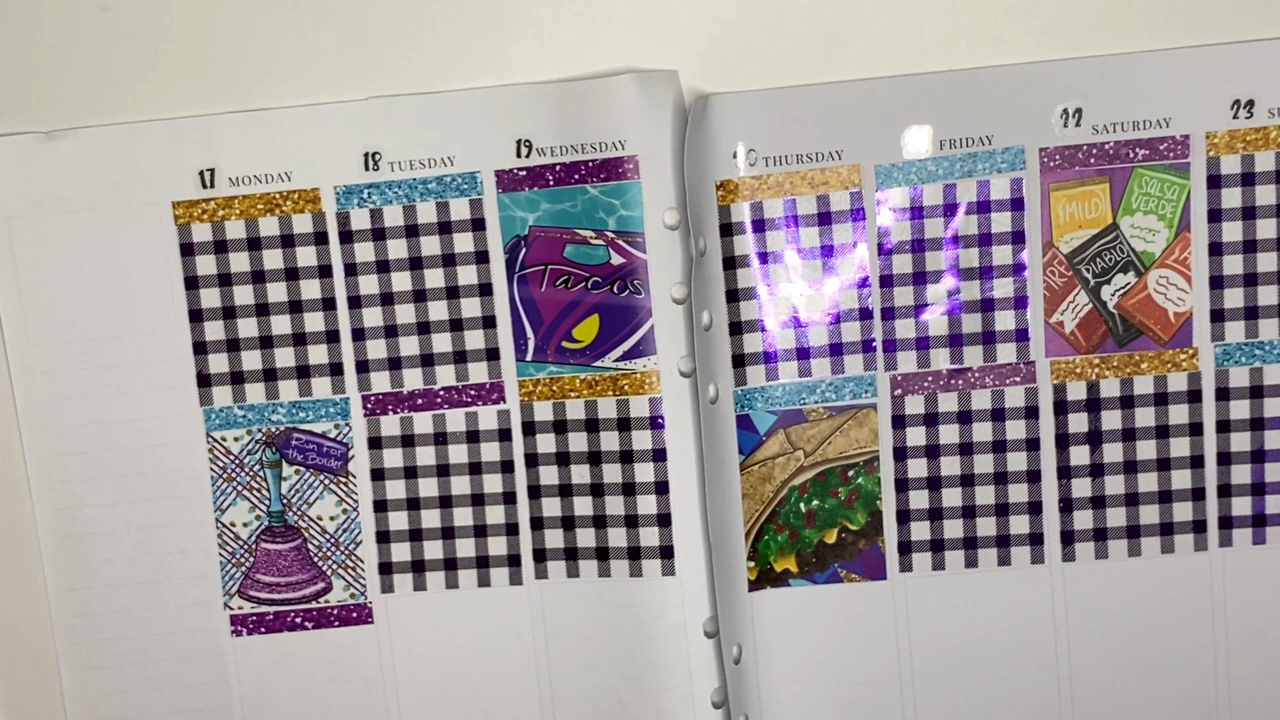 17 MONDAY
18 TUESDAY
19 WEDNESDAY
THURSDAY
FRIDAY
22 SATURDAY
23
Tacos
MILD
SALSA
VERDE
DIABLO
Run For
the Border